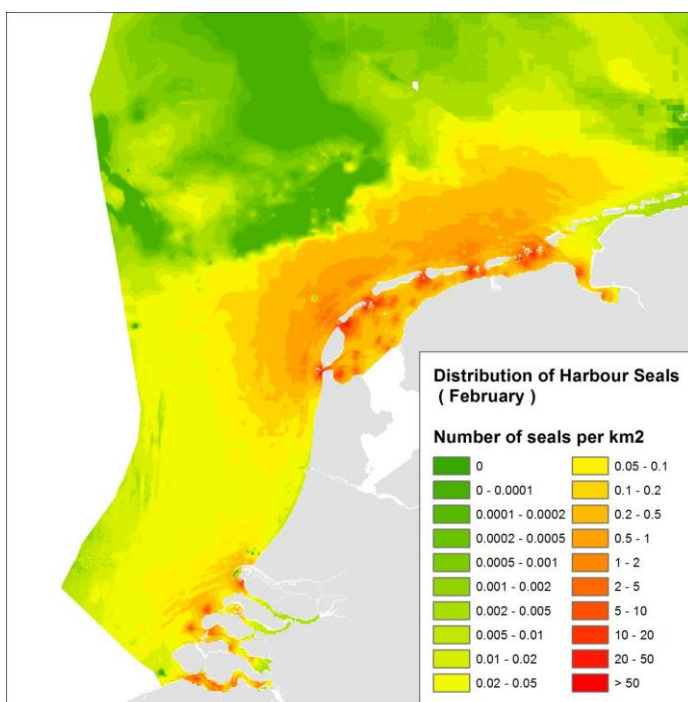 Distribution of Harbour Seals
( February )
Number of seals per km2
0
0 - 0.0001
0.0001 - 0.0002
0.0002 - 0.0005
0.0005 - 0.001
0.001 - 0.002
0.002 - 0.005
0.005 - 0.01
0.01 - 0.02
0.02 - 0.05
0.05 - 0.1
0.1 - 0.2
0.2 - 0.5
0.5 - 1
1 - 2
2 - 5
5 - 10
10 - 20
20 - 50
> 50